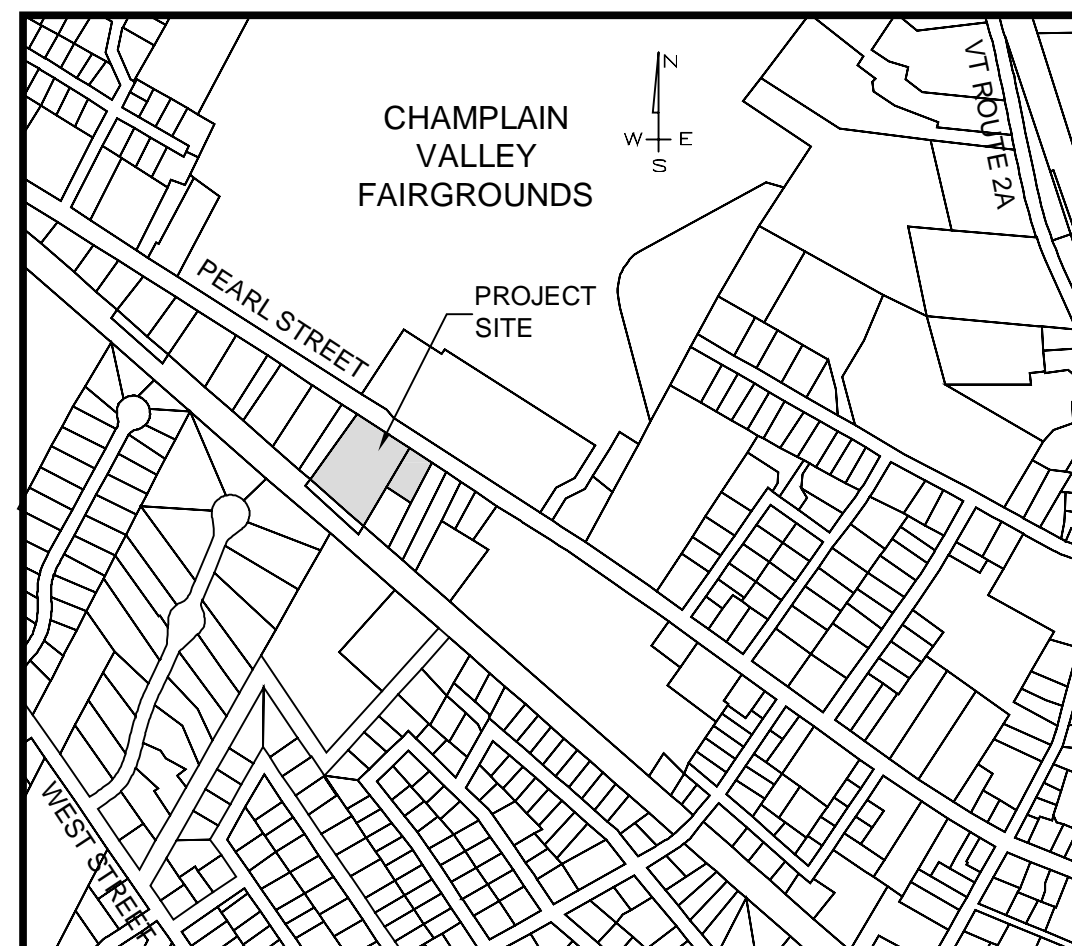 CHAMPLAIN
VALLEY
FAIRGROUNDS
N
W E
S
VT ROUTE 2A
PEARL STREET
PROJECT
SITE
WEST STREET